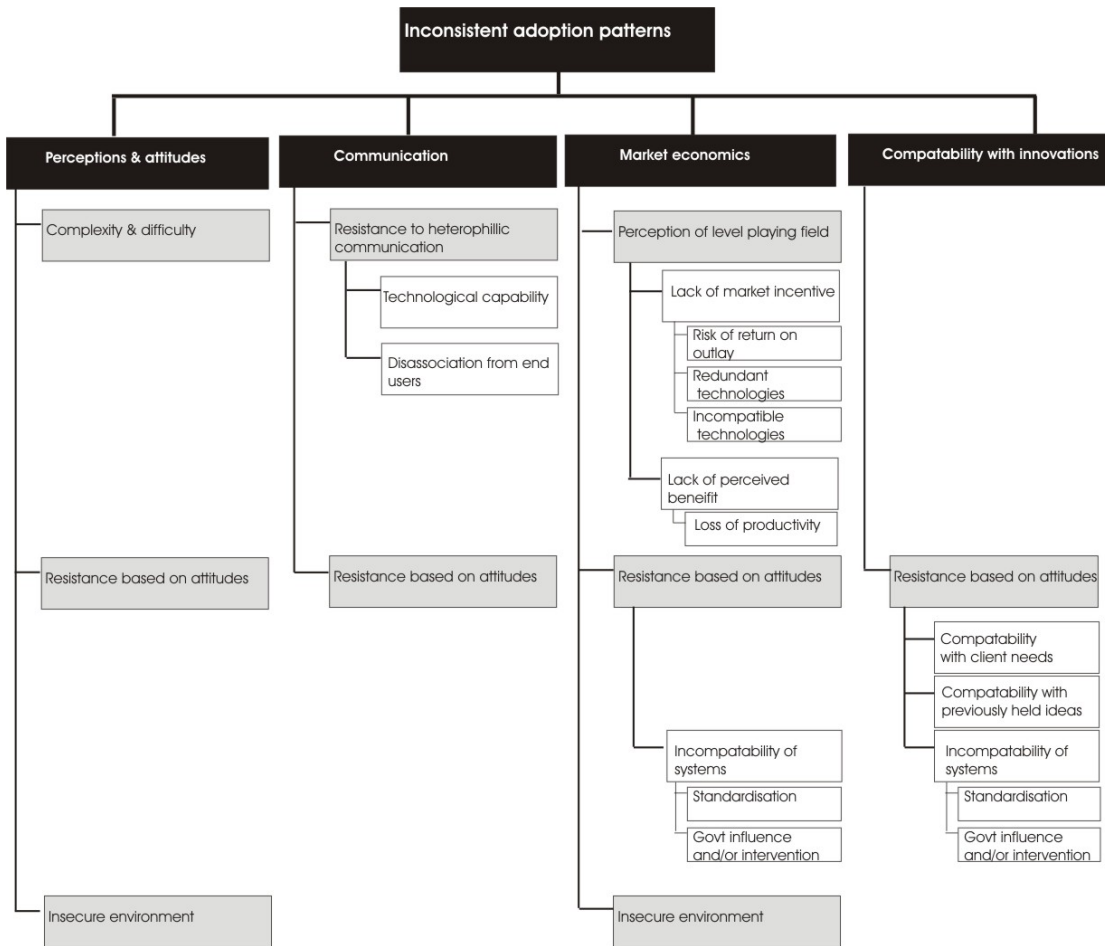 Inconsistent adoption patterns
Perceptions & attitudes
Communication
Market economics
Compatability with innovations
Complexity & difficulty
Resistance based on attitudes
Insecure environment
Resistance to heterophillic
communication
Technological capability
Disassociation from end
users
Resistance based on attitudes
Perception of level playing field
Lack of market incentive
Risk of return on
outlay
Redundant
technologies
Incompatible
technologies
Lack of perceived
beneifit
Loss of productivity
Resistance based on attitudes
Incompatability of
systems
Standardisation
Govt influence
and/or intervention
Insecure environment
Resistance based on attitudes
Compatability
with client needs
Compatability with
previously held ideas
Incompatability of
systems
Standardisation
Govt influence
and/or intervention